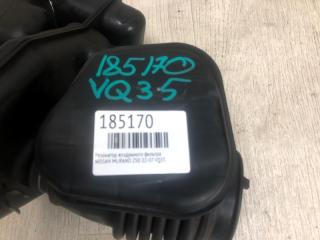 185170
VQ35
185170
Резонатор воздушного фильтра
NISSAN MURANO Z50 02-07 VQ35